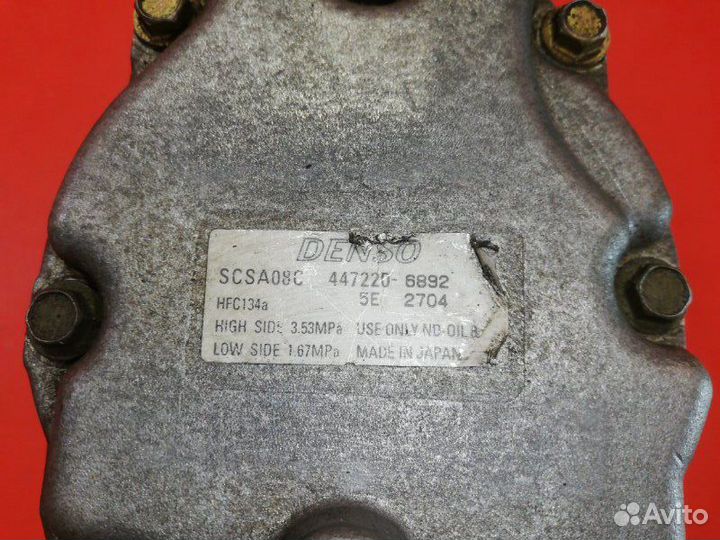 DENSO
SCSA08C 447220-6892
5E 2704
HFC134a
HIGH SIDE 3.53MPa USE ONLY ND-OIL 8
LOW SIDE 1.67MPa MADE IN JAPAN
Avito